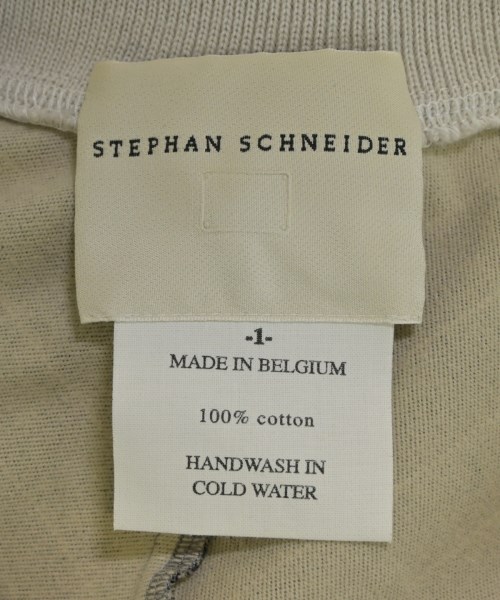 STEPHAN SCHNEIDER
-1-
MADE IN BELGIUM
100% cotton
HANDWASH IN
COLD WATER